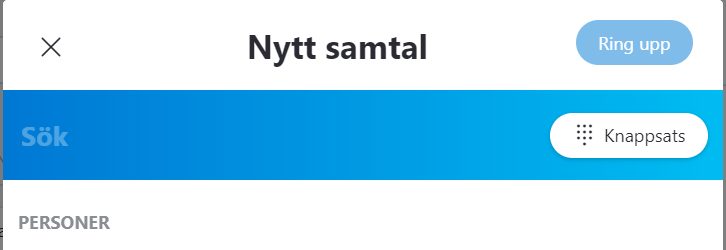 Nytt samtal
Ring upp
Sök
Knappsats
PERSONER